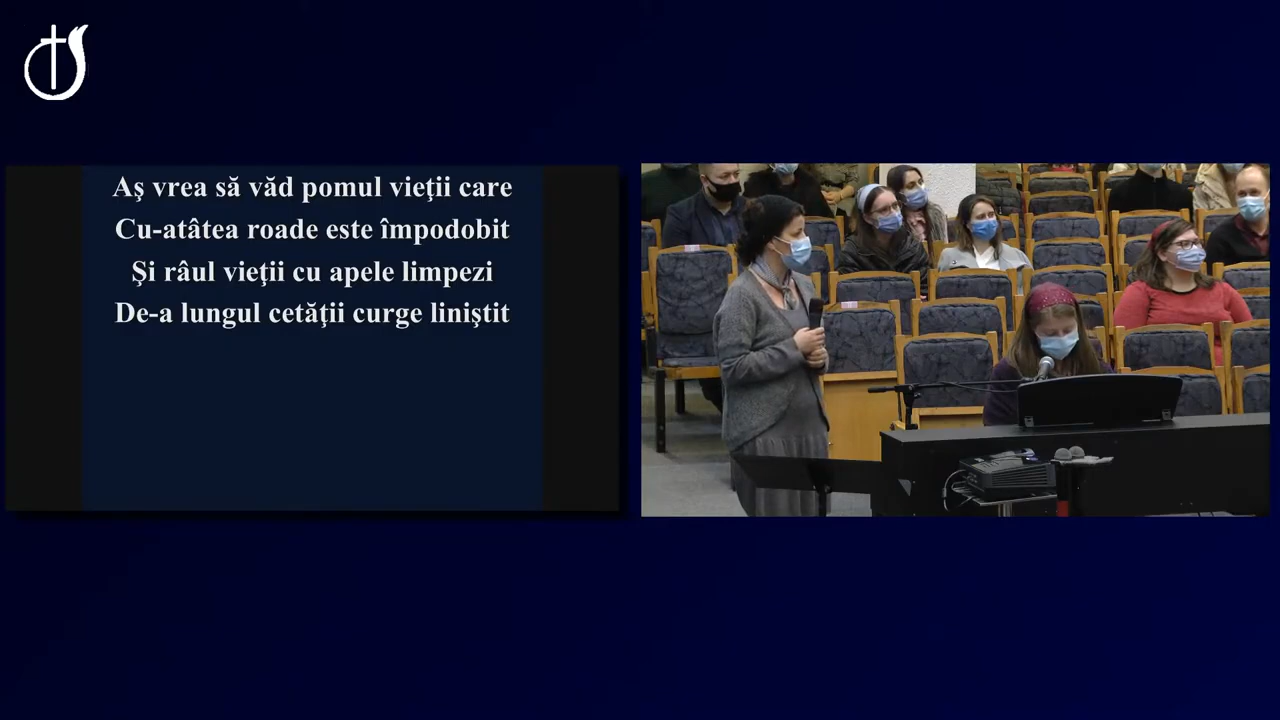 Aş vrea să văd pomul vieţii care
Cu-atâtea roade este împodobit
Şi râul vieţii cu apele limpezi
De-a lungul cetăţii curge liniştit